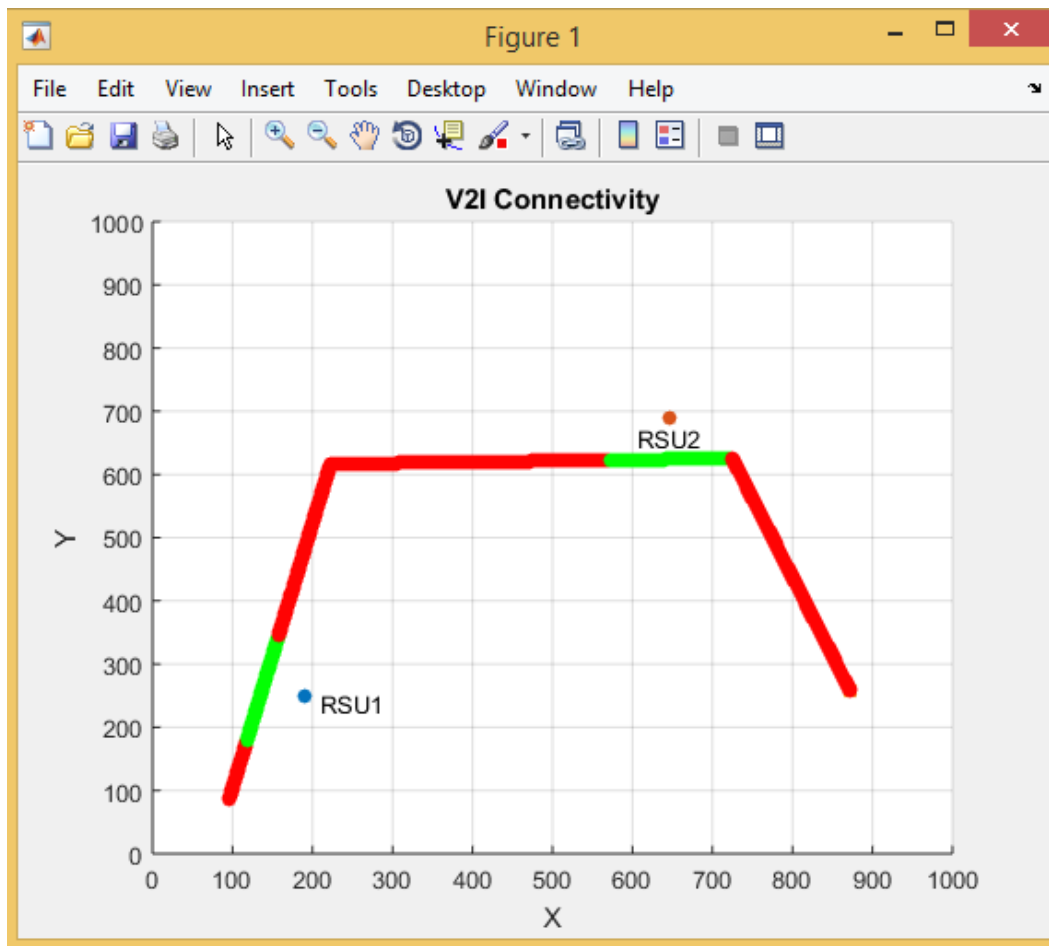 Figure 1
File Edit View Insert Tools Desktop Window Help
V2I Connectivity
1000
900
800
700
600
500
400
300
200
100
0
Y
RSU2
RSU1
0 100 200 300 400 500 600 700 800 900 1000
X